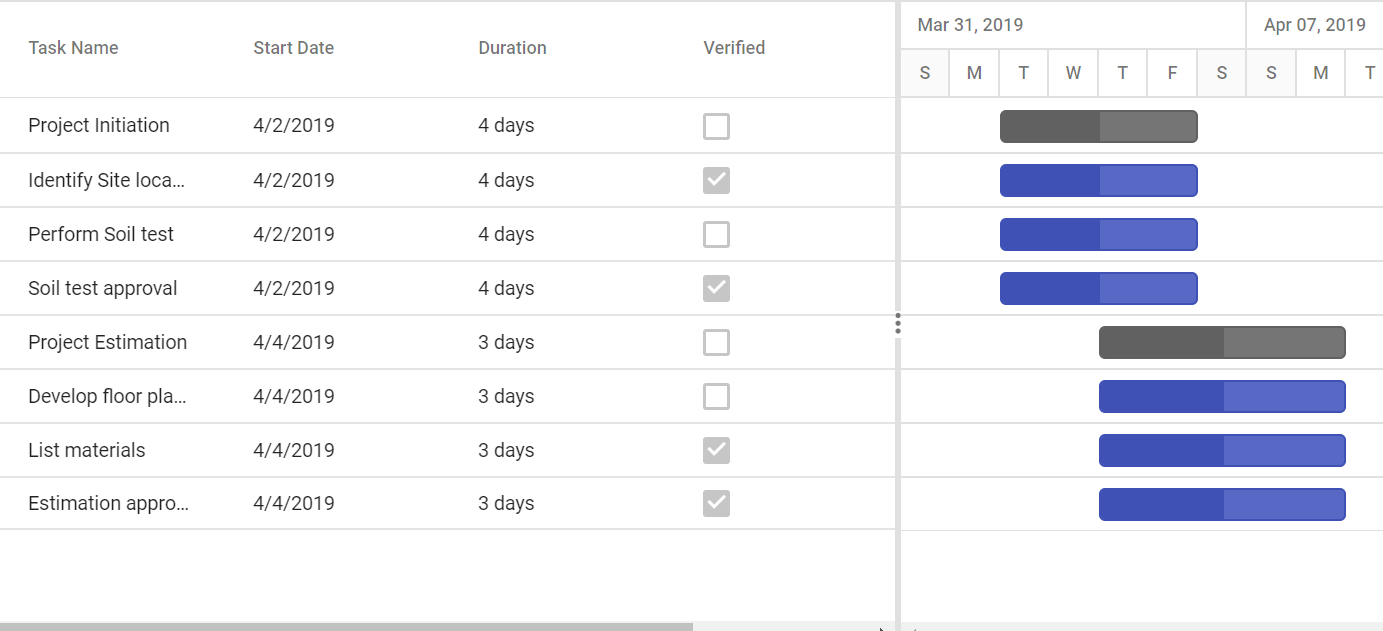 Mar 31, 2019 Apr 07, 2019
Task Name Start Date Duration Verified
S M T W T F S S M T
Project Initiation 4/2/2019 4 days
Identify Site loca... 4/2/2019 4 days
Perform Soil test 4/2/2019 4 days
Soil test approval 4/2/2019 4 days
Project Estimation 4/4/2019 3 days
Develop floor pla... 4/4/2019 3 days
List materials 4/4/2019 3 days
Estimation appro... 4/4/2019 3 days